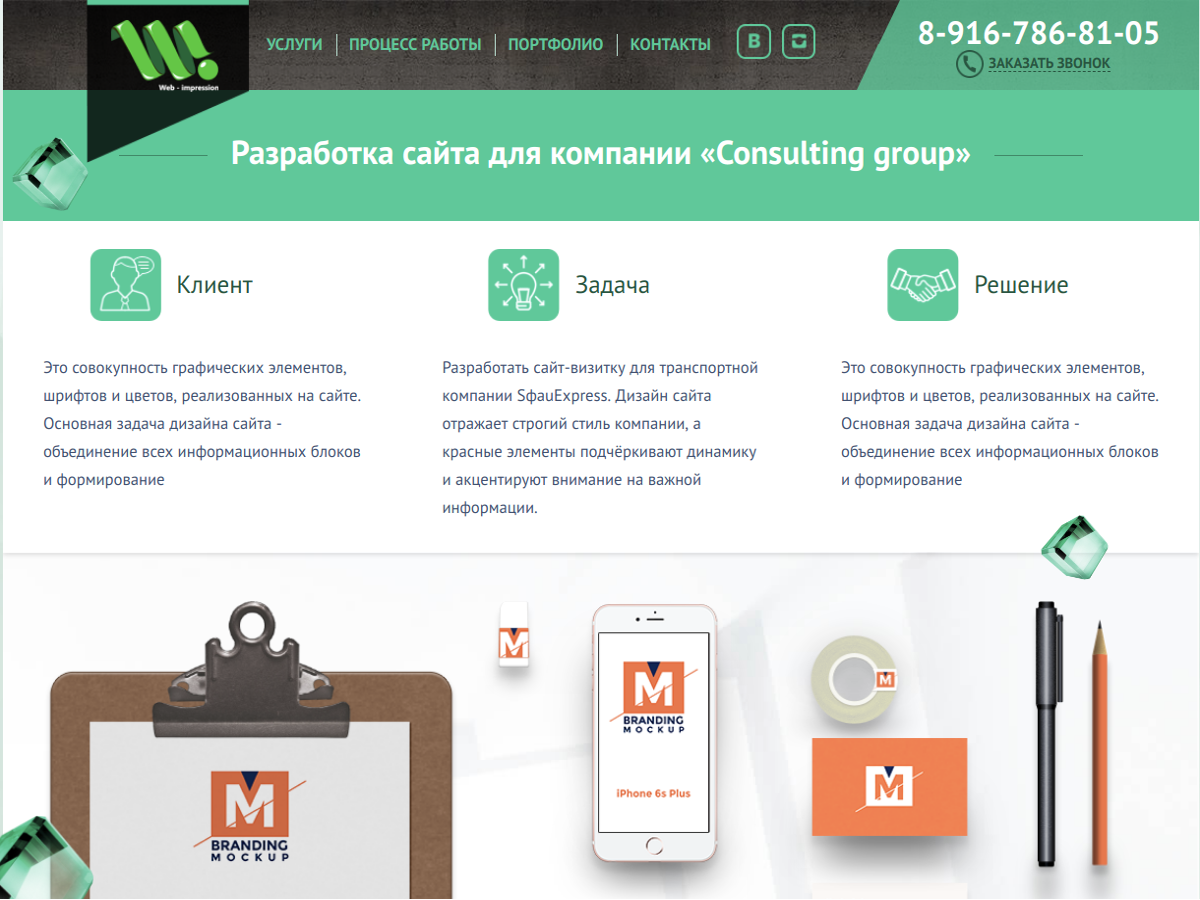 Web - impression
УСЛУГИ
ПРОЦЕСС РАБОТЫ
ПОРТФОЛИО
КОНТАКТЫ
В
8-916-786-81-05
ЗАКАЗАТЬ ЗВОНОК
Разработка сайта для компании «Consulting group»
Клиент
Это совокупность графических элементов,
шрифтов и цветов, реализованных на сайте.
Основная задача дизайна сайта -
объединение всех информационных блоков
и формирование
Задача
Разработать сайт-визитку для транспортной
компании SфauExpress. Дизайн сайта
отражает строгий стиль компании, а
красные элементы подчёркивают динамику
и акцентируют внимание на важной
информации.
Решение
Это совокупность графических элементов,
шрифтов и цветов, реализованных на сайте.
Основная задача дизайна сайта -
объединение всех информационных блоков
и формирование
M
BRANDING
MOCKUP
M
M
BRANDING
MOCKUP
iPhone 6s Plus
M
M